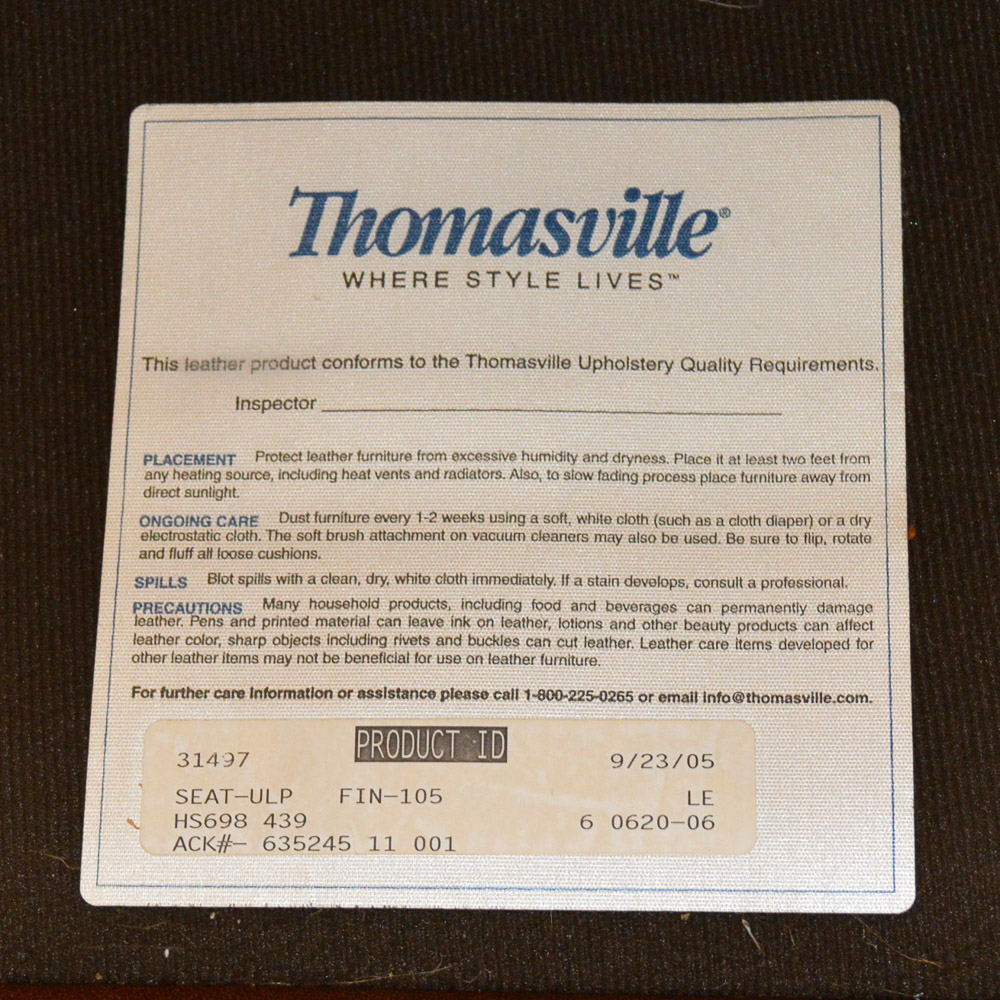 Thomasville®
WHERE STYLE LIVES™
This leather product conforms to the Thomasville Upholstery Quality Requirements.
Inspector
PLACEMENT Protect leather furniture from excessive humidity and dryness. Place it at least two feet from
any heating source, including heat vents and radiators. Also, to slow fading process place furniture away from
direct sunlight.
ONGOING CARE Dust furniture every 1-2 weeks using a soft, white cloth (such as a cloth diaper) or a dry
electrostatic cloth. The soft brush attachment on vacuum cleaners may also be used. Be sure to flip, rotate
and fluff all loose cushions.
SPILLS Blot spills with a clean, dry, white cloth immediately. If a stain develops, consult a professional.
PRECAUTIONS Many household products, including food and beverages can permanently damage
leather. Pens and printed material can leave ink on leather, lotions and other beauty products can affect
leather color, sharp objects including rivets and buckles can cut leather. Leather care items developed for
other leather items may not be beneficial for use on leather furniture.
For further care information or assistance please call 1-800-225-0265 or email info@thomasville.com.
31497 PRODUCT ID 9/23/05
SEAT-ULP FIN-105 LE
HS698 439 6 0620-06
ACK#- 635245 11 001